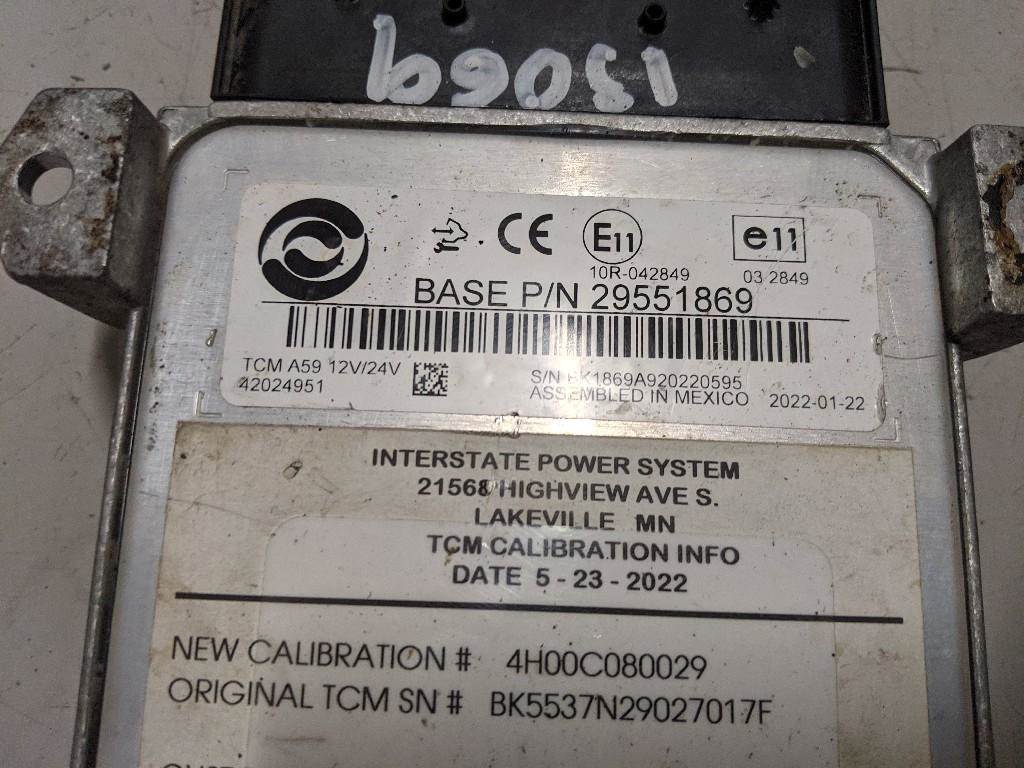 13069
CE E11 e11
10R-042849 03 2849
BASE P/N 29551869
TCM A59 12V/24V
42024951
S/N BK1869A920220595
ASSEMBLED IN MEXICO 2022-01-22
INTERSTATE POWER SYSTEM
21568 HIGHVIEW AVE S.
LAKEVILLE MN
TCM CALIBRATION INFO
DATE 5 - 23 - 2022
NEW CALIBRATION # 4H00C080029
ORIGINAL TCM SN # BK5537N29027017F